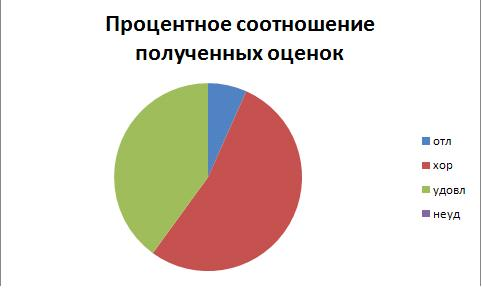 Процентное соотношение
полученных оценок
отл
хор
удовл
неуд